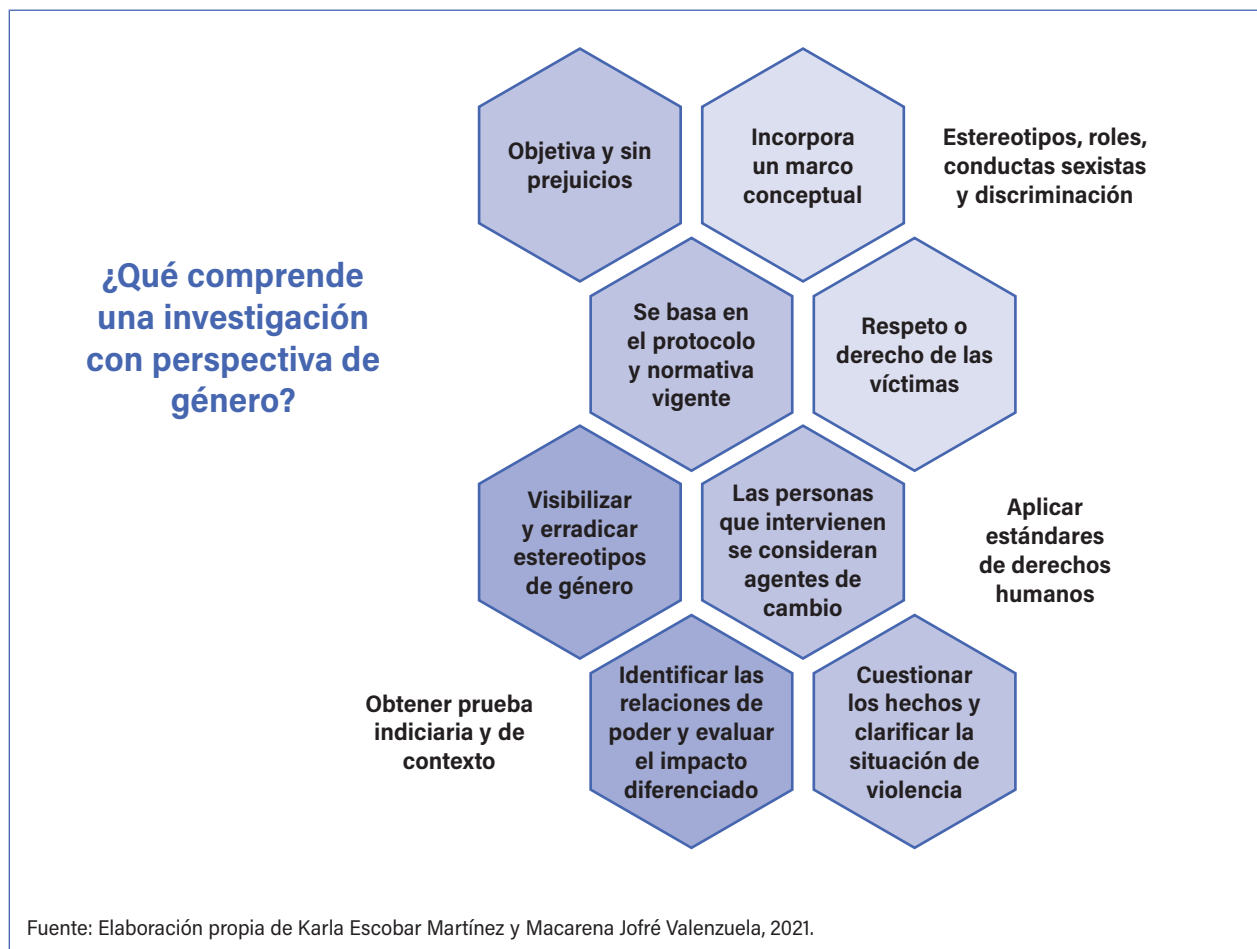 ¿Qué comprende
una investigación
con perspectiva de
género?
Objetiva y sin
prejuicios
Incorpora
un marco
conceptual
Estereotipos, roles,
conductas sexistas
y discriminación
Se basa en
el protocolo
y normativa
vigente
Respeto o
derecho de las
víctimas
Visibilizar
y erradicar
estereotipos
de género
Las personas
que intervienen
se consideran
agentes de
cambio
Aplicar
estándares
de derechos
humanos
Obtener prueba
indiciaria y de
contexto
Identificar las
relaciones de
poder y evaluar
el impacto
diferenciado
Cuestionar
los hechos y
clarificar la
situación de
violencia
Fuente: Elaboración propia de Karla Escobar Martínez y Macarena Jofré Valenzuela, 2021.